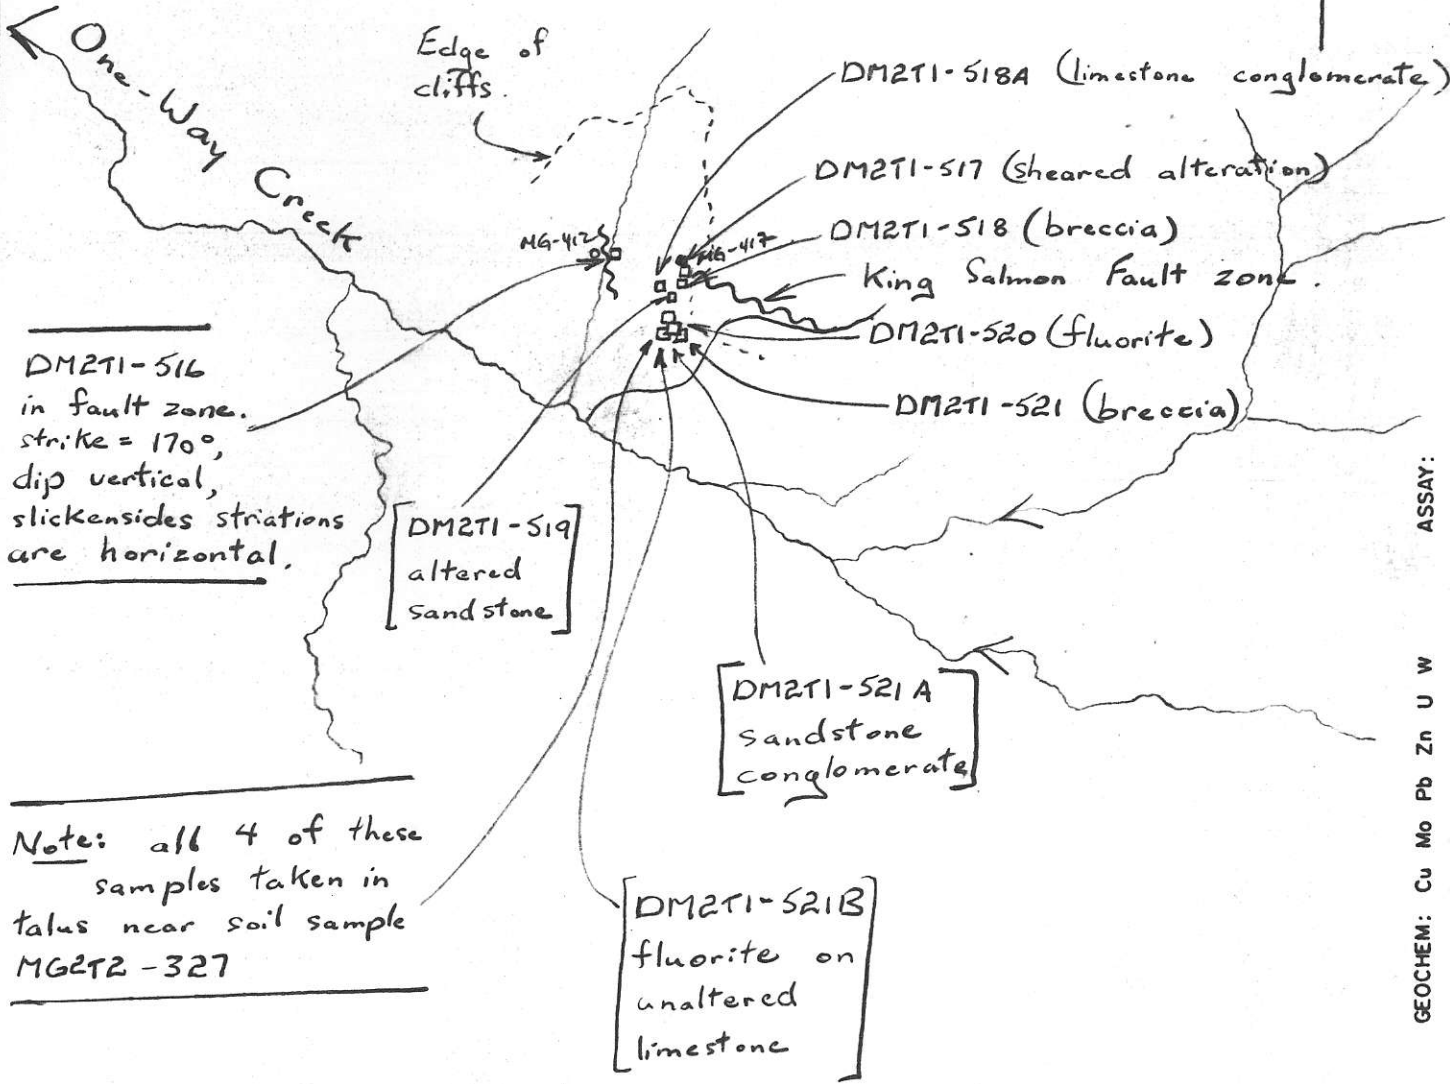 One-Way Creek
Edge of
cliffs.
DM2T1-518A (limestone conglomerate)
DM2T1-517 (sheared alteration)
DM2T1-518 (breccia)
King Salmon Fault zone.
DM2T1-520 (fluorite)
DM2T1-521 (breccia)
MG-412
MG-417
DM2T1-516
in fault zone.
strike = 170°,
dip vertical,
slickensides striations
are horizontal.
DM2T1-519
altered
sandstone
DM2T1-521A
sandstone
conglomerate
Note: all 4 of these
samples taken in
talus near soil sample
MG2T2-327
DM2T1-521B
fluorite on
unaltered
limestone
GEOCHEM: Cu Mo Pb Zn U W ASSAY: